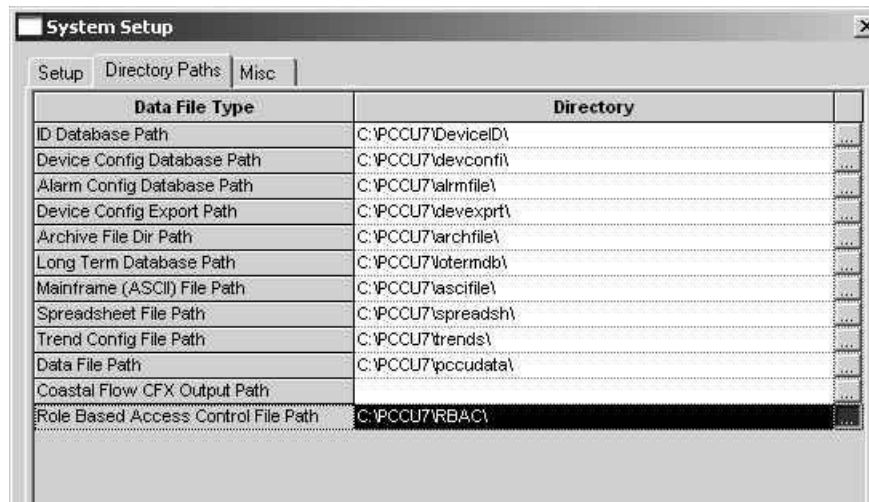 System Setup
Setup Directory Paths Misc
Data File Type Directory
ID Database Path C:\PCCU7\DeviceID\ ...
Device Config Database Path C:\PCCU7\devconfi\ ...
Alarm Config Database Path C:\PCCU7\alrmfile\ ...
Device Config Export Path C:\PCCU7\devexprt\ ...
Archive File Dir Path C:\PCCU7\archfile\ ...
Long Term Database Path C:\PCCU7\lotermdb\ ...
Mainframe (ASCII) File Path C:\PCCU7\ascifile\ ...
Spreadsheet File Path C:\PCCU7\spreadsh\ ...
Trend Config File Path C:\PCCU7\trends\ ...
Data File Path C:\PCCU7\pccudata\ ...
Coastal Flow CFX Output Path ...
Role Based Access Control File Path C:\PCCU7\RBAC\ ...